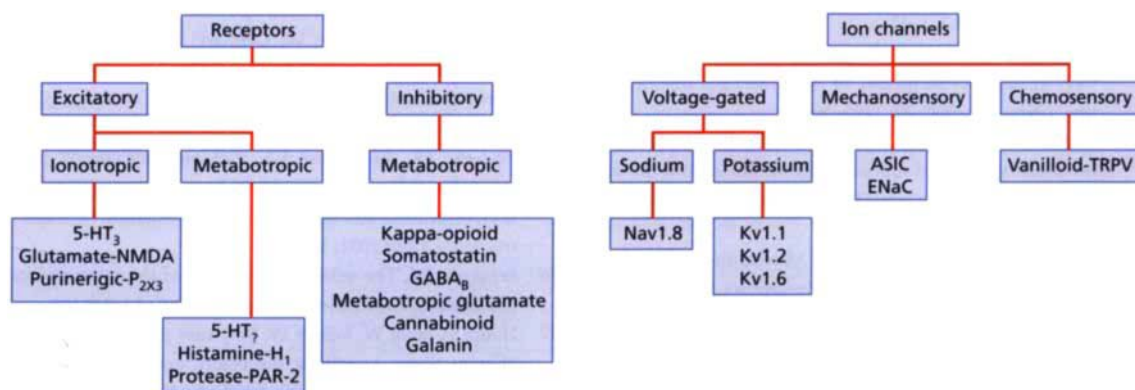 Receptors
Excitatory
Inhibitory
Ionotropic
Metabotropic
Metabotropic
5-HT₃
Glutamate-NMDA
Purinerigic-P₂ₓ₃
5-HT?
Histamine-H₁
Protease-PAR-2
Kappa-opioid
Somatostatin
GABA_B
Metabotropic glutamate
Cannabinoid
Galanin
Ion channels
Voltage-gated
Mechanosensory
Chemosensory
Sodium
Potassium
ASIC
ENaC
Vanilloid-TRPV
Nav1.8
Kv1.1
Kv1.2
Kv1.6